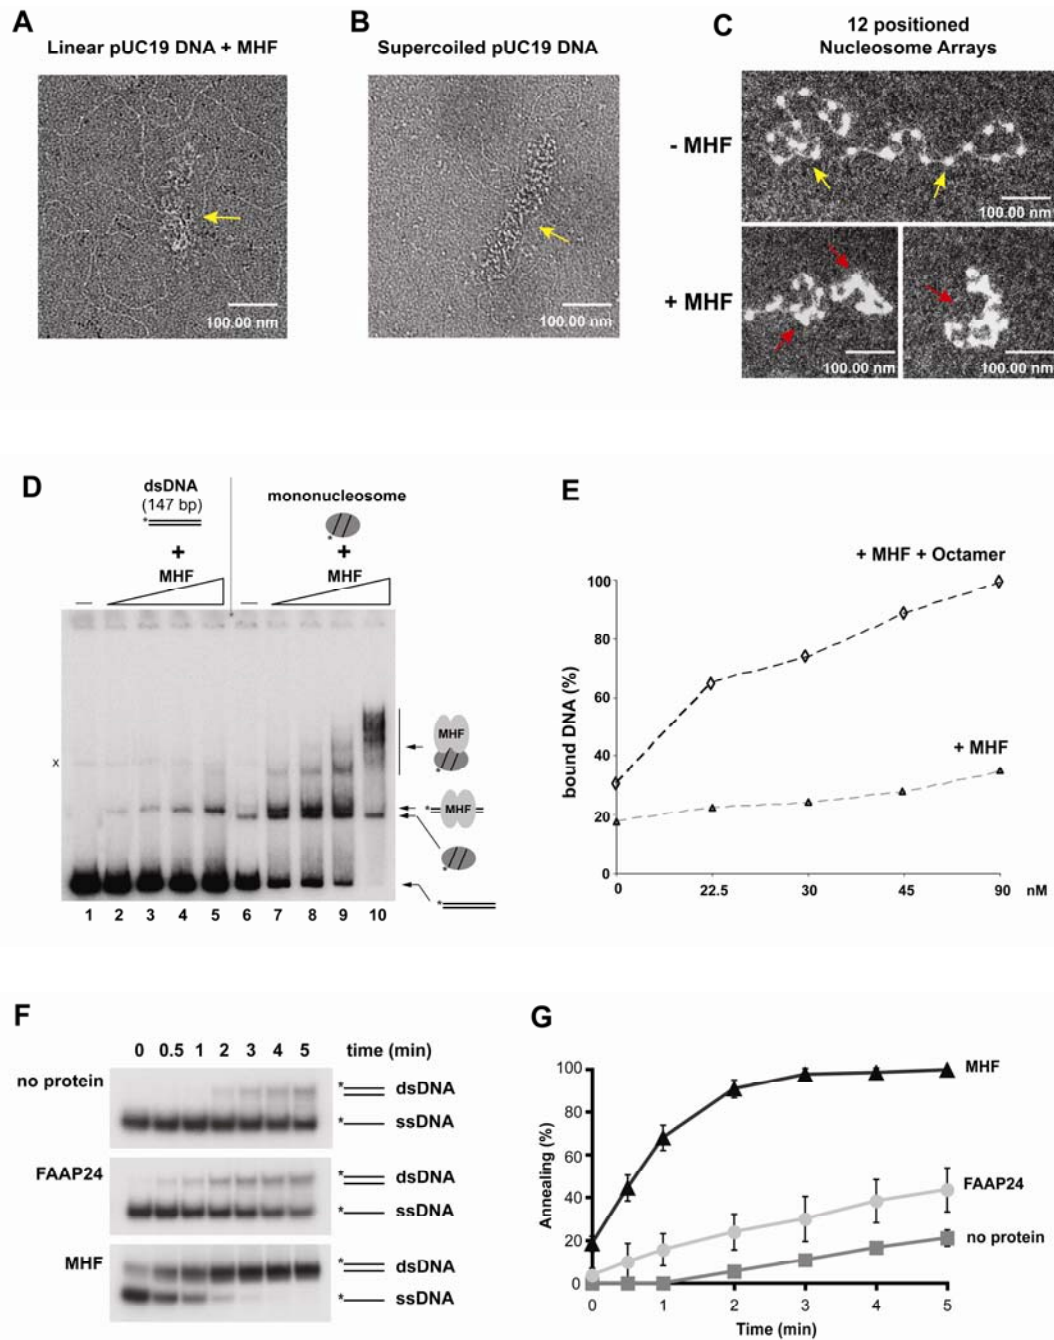 A
Linear pUC19 DNA + MHF
100.00 nm
B
Supercoiled pUC19 DNA
100.00 nm
C
12 positioned
Nucleosome Arrays
- MHF
100.00 nm
+ MHF
100.00 nm
100.00 nm
D
dsDNA
(147 bp)
*
+
MHF
mononucleosome
*
+
MHF
x
MHF
*
* MHF
*
*
1 2 3 4 5 6 7 8 9 10
E
+ MHF + Octamer
+ MHF
bound DNA (%)
100
80
60
40
20
0
0 22.5 30 45 90 nM
F
0 0.5 1 2 3 4 5 time (min)
no protein
* dsDNA
* ssDNA
FAAP24
* dsDNA
* ssDNA
MHF
* dsDNA
* ssDNA
G
Annealing (%)
100
80
60
40
20
0
MHF
FAAP24
no protein
0 1 2 3 4 5
Time (min)